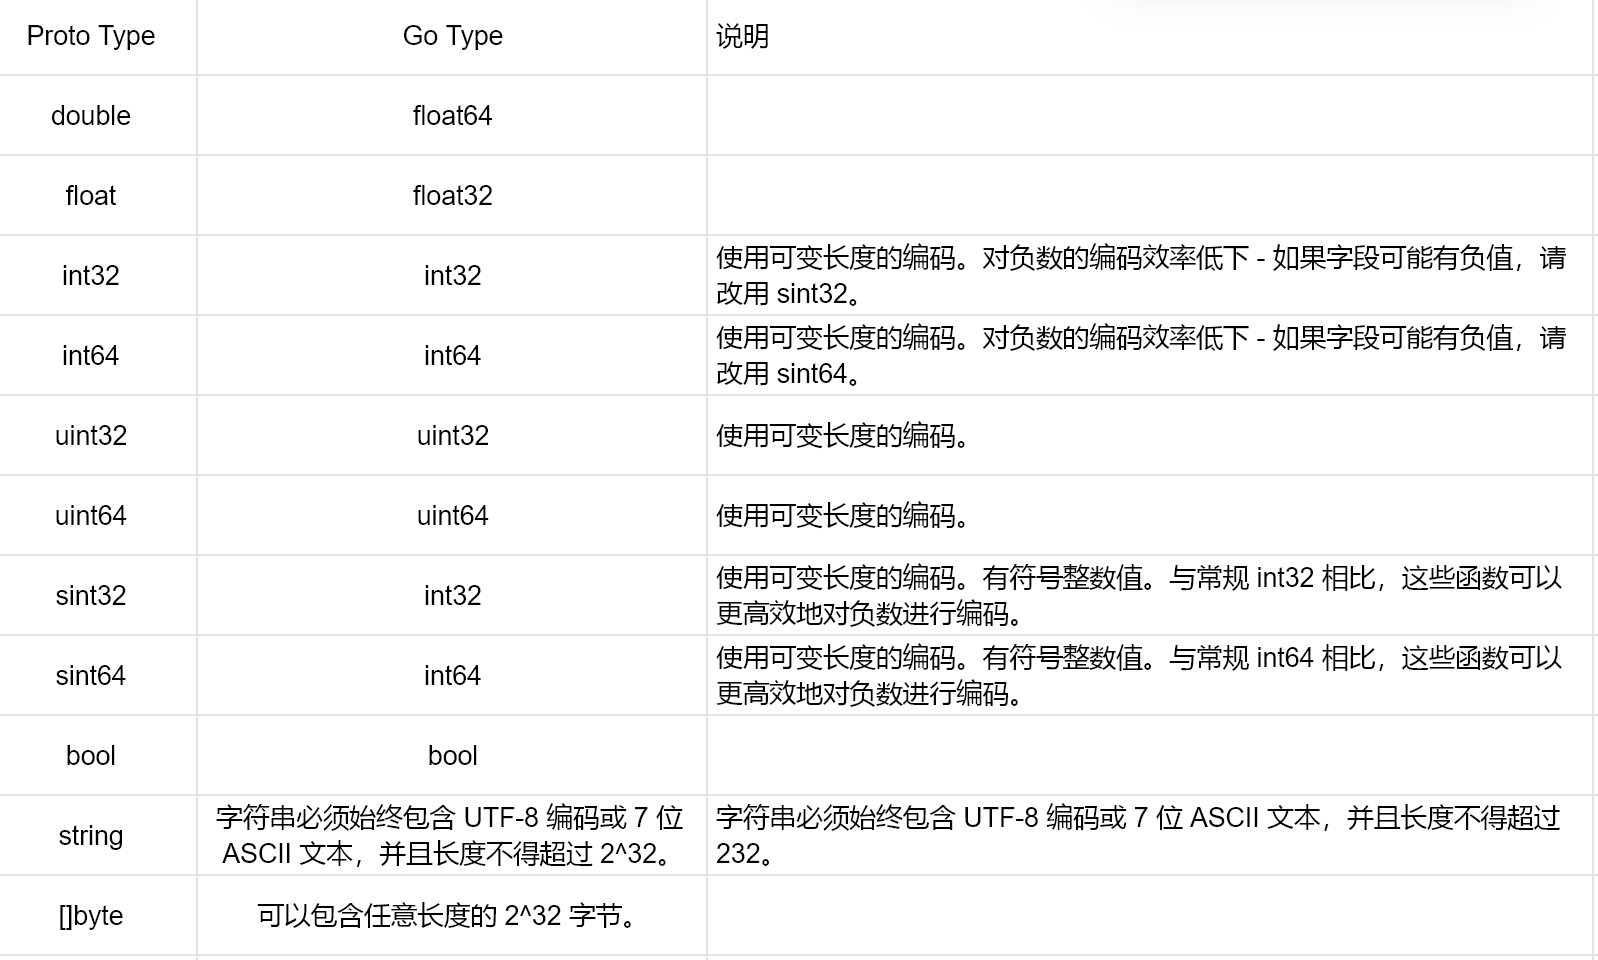 Proto Type Go Type 说明
double float64
float float32
int32 int32 使用可变长度的编码。对负数的编码效率低下 - 如果字段可能有负值，请
改用 sint32。
int64 int64 使用可变长度的编码。对负数的编码效率低下 - 如果字段可能有负值，请
改用 sint64。
uint32 uint32 使用可变长度的编码。
uint64 uint64 使用可变长度的编码。
sint32 int32 使用可变长度的编码。有符号整数值。与常规 int32 相比，这些函数可以
更高效地对负数进行编码。
sint64 int64 使用可变长度的编码。有符号整数值。与常规 int64 相比，这些函数可以
更高效地对负数进行编码。
bool bool
string
字符串必须始终包含 UTF-8 编码或 7 位
ASCII 文本，并且长度不得超过 2^32。
字符串必须始终包含 UTF-8 编码或 7 位 ASCII 文本，并且长度不得超过
232。
[]byte 可以包含任意长度的 2^32 字节。